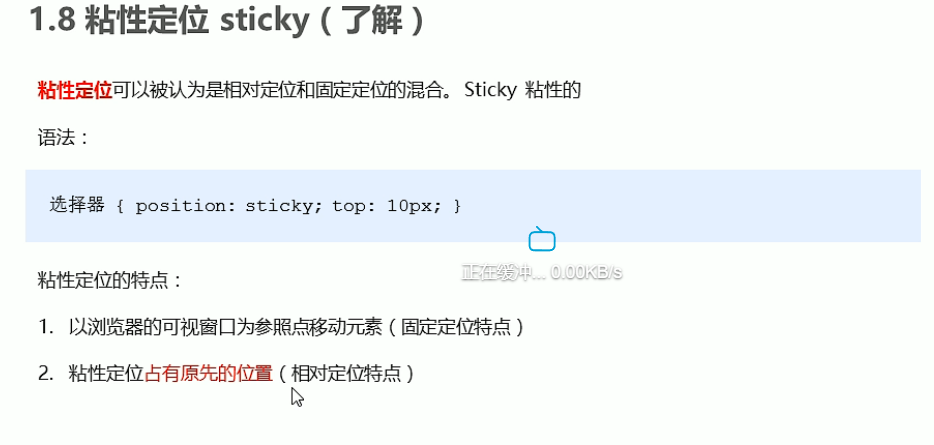 1.8 粘性定位 sticky（了解）
粘性定位可以被认为是相对定位和固定定位的混合。 Sticky 粘性的
语法：
选择器 { position: sticky; top: 10px; }
正在缓冲... 0.00KB/s
粘性定位的特点：
1. 以浏览器的可视窗口为参照点移动元素（固定定位特点）
2. 粘性定位占有原先的位置（相对定位特点）